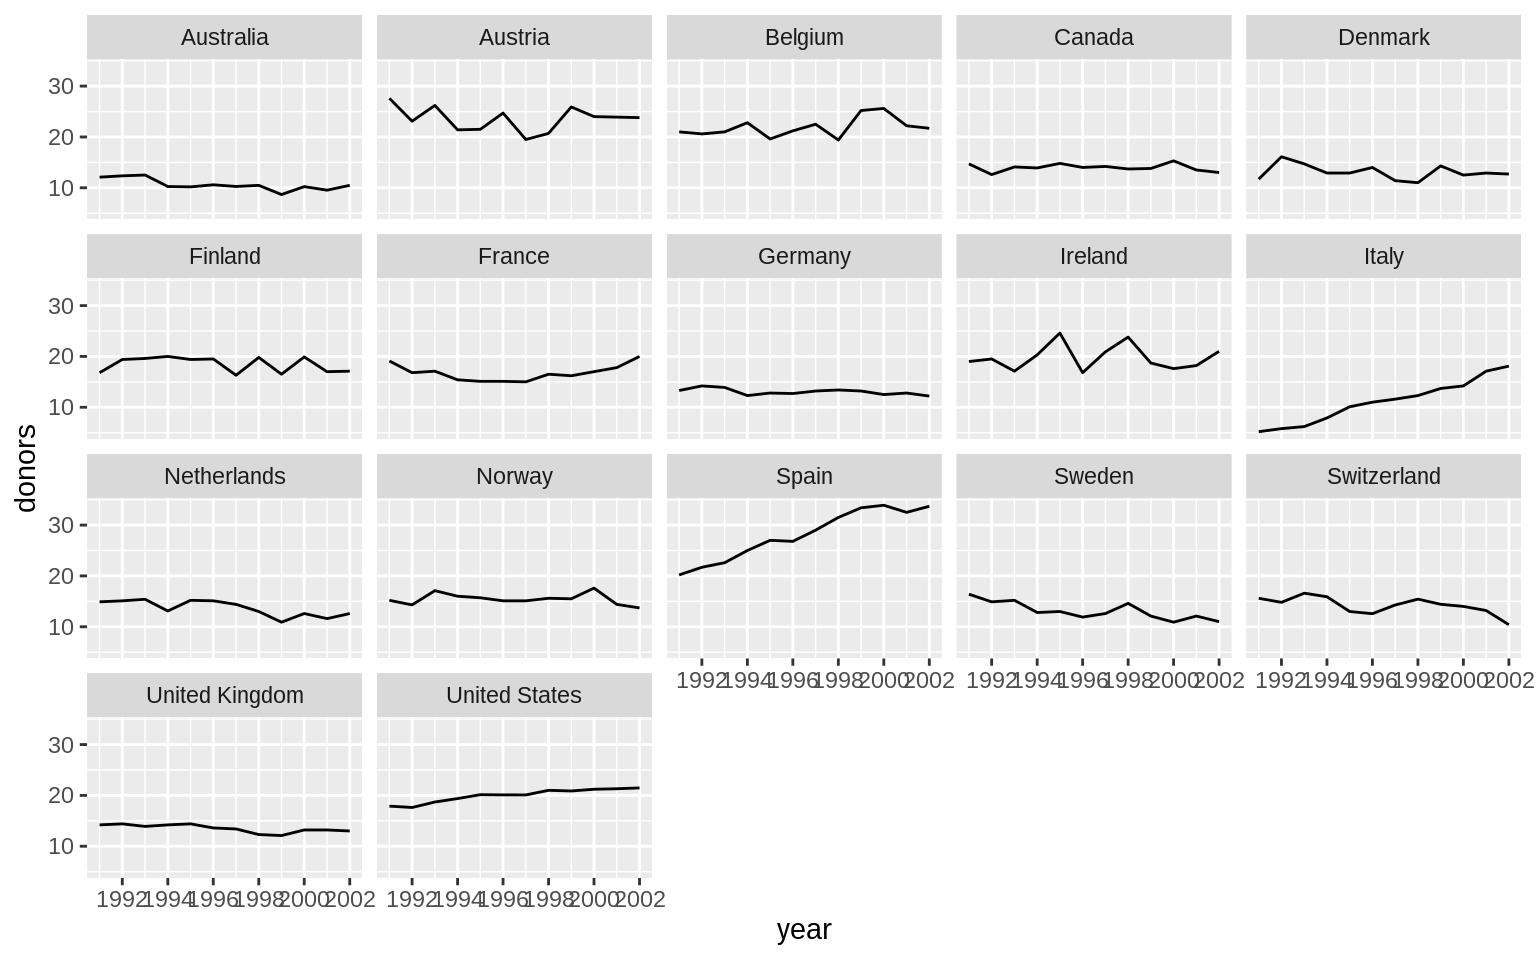 Australia Austria Belgium Canada Denmark
30
20
10
Finland France Germany Ireland Italy
30
20
10
donors
Netherlands Norway Spain Sweden Switzerland
30
20
10
1992 1994 1996 1998 2000 2002 1992 1994 1996 1998 2000 2002 1992 1994 1996 1998 2000 2002
United Kingdom United States
30
20
10
1992 1994 1996 1998 2000 2002 1992 1994 1996 1998 2000 2002
year